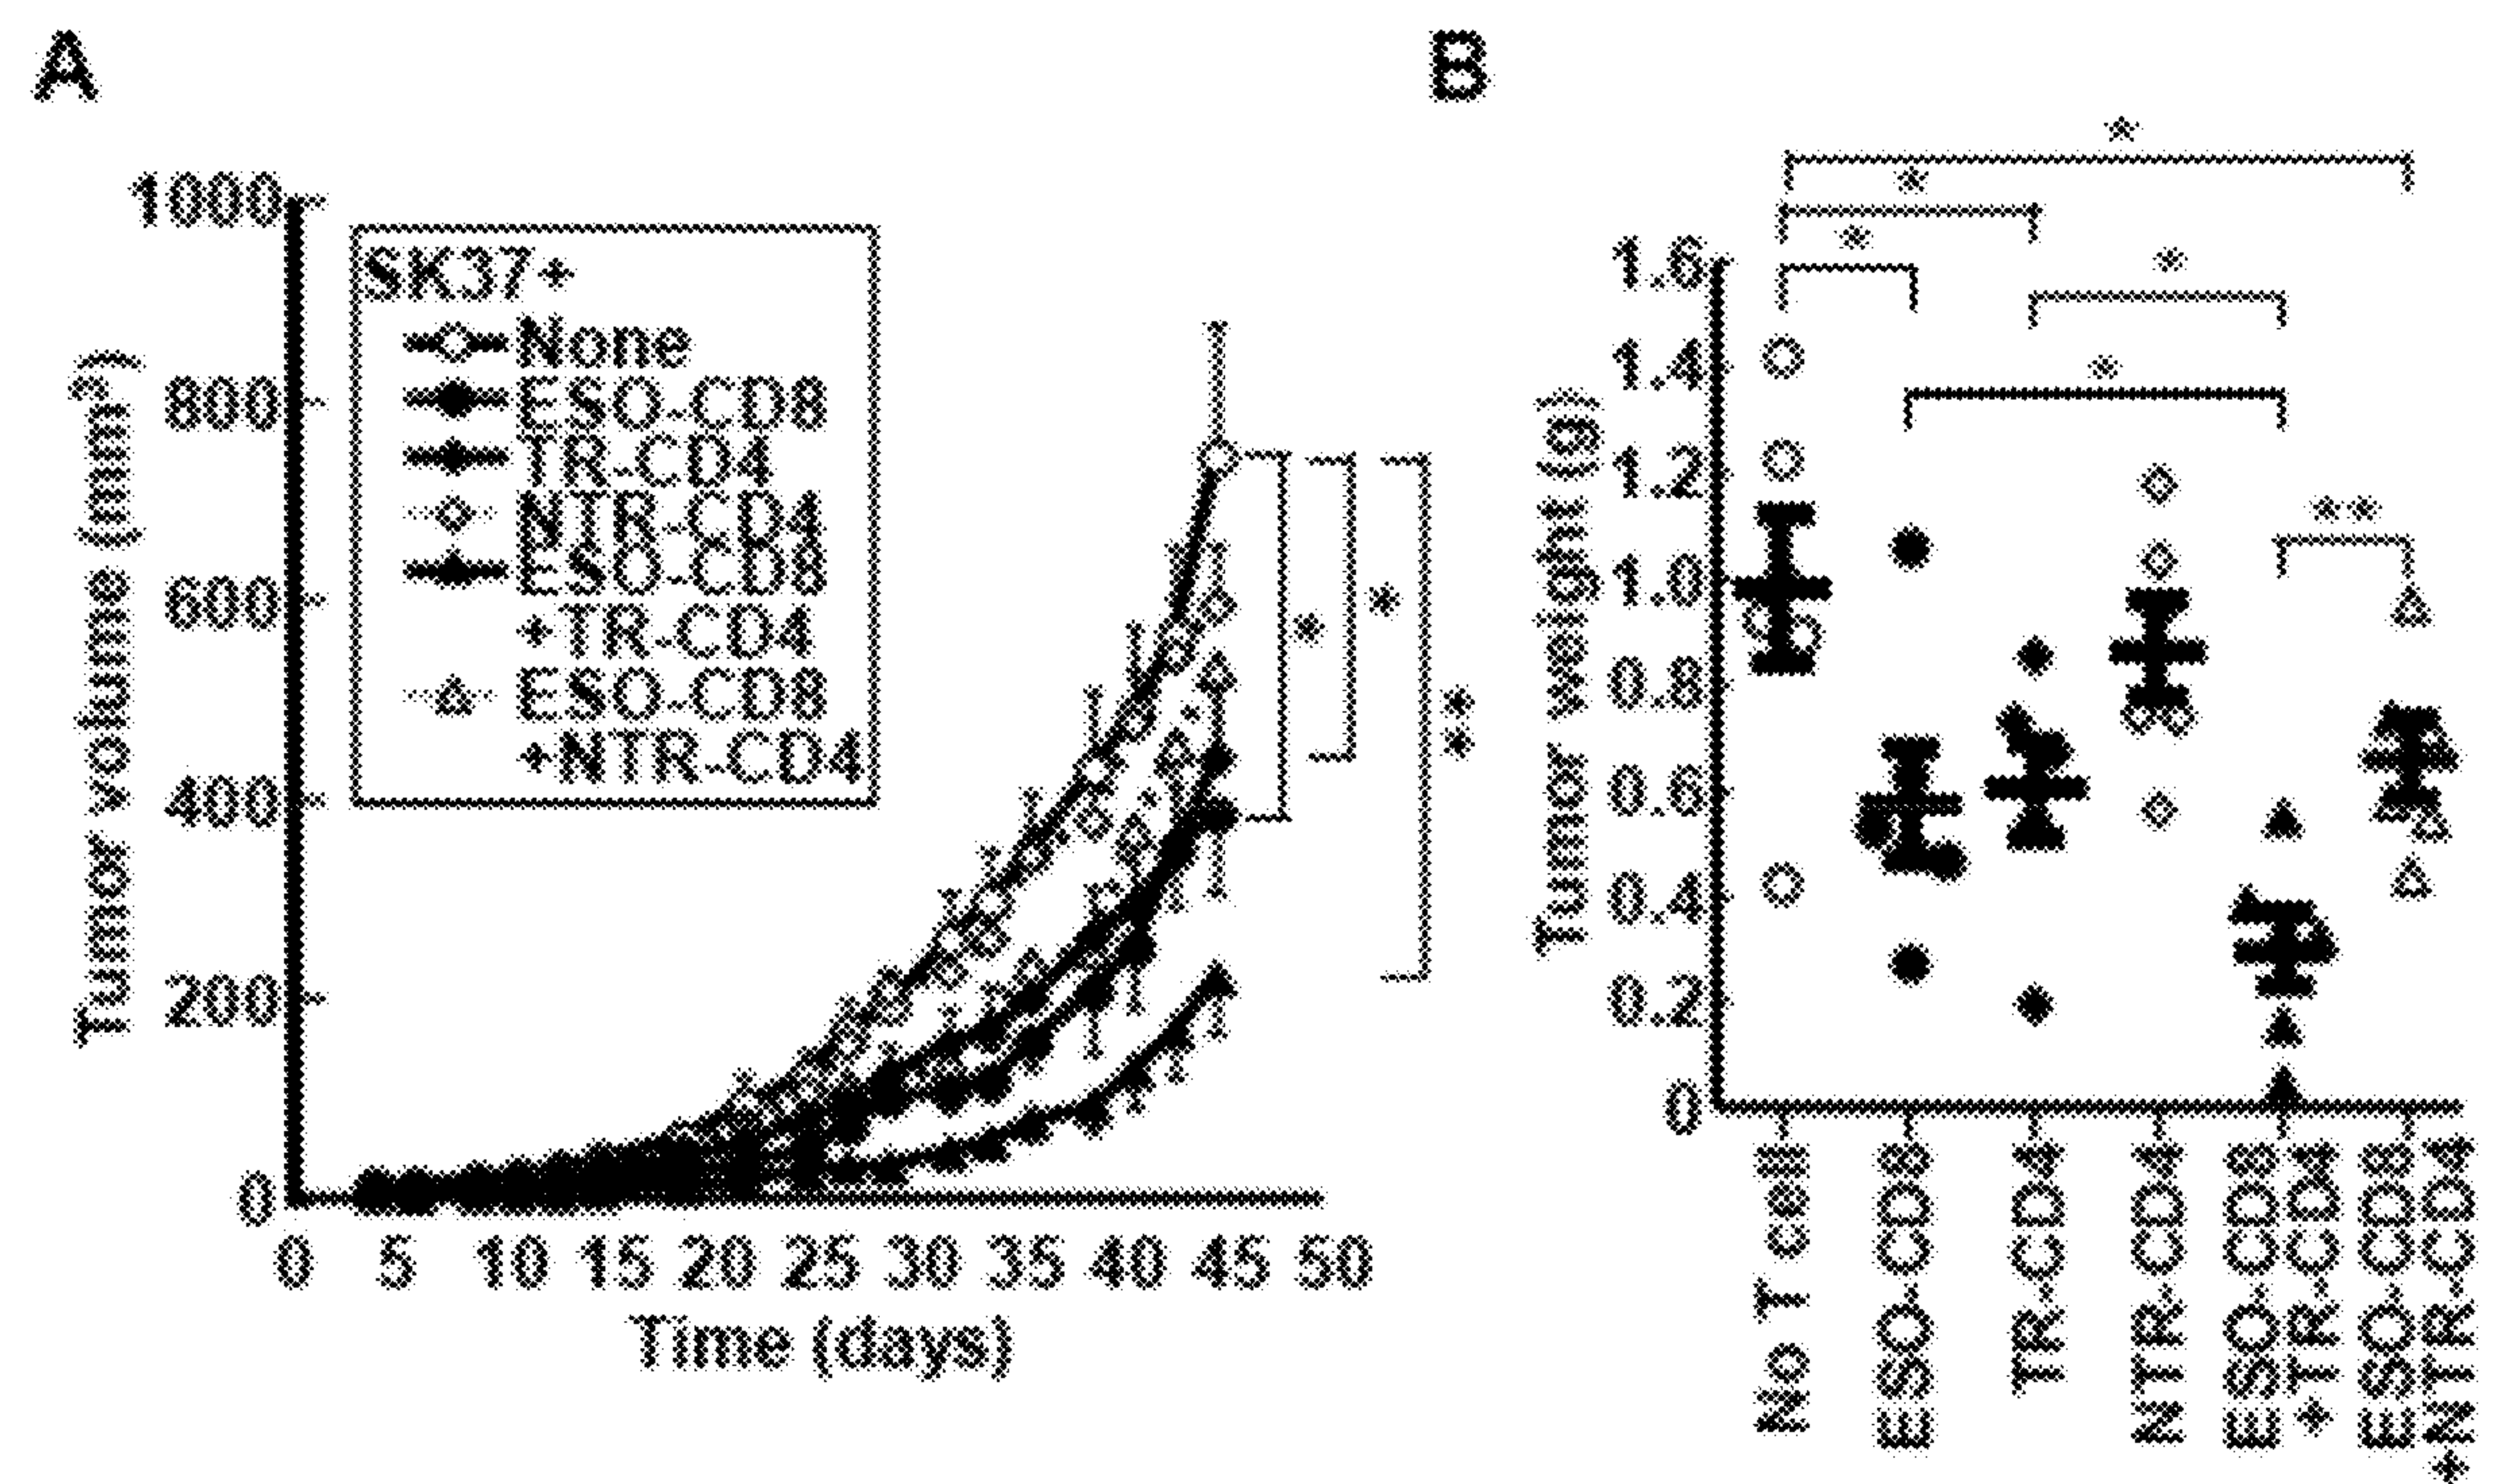 A
1000
800
600
400
200
0
Tumor volume (mm³)
SK37+
None
ESO-CD8
TR-CD4
NTR-CD4
ESO-CD8
+TR-CD4
ESO-CD8
+NTR-CD4
*
*
**
0 5 10 15 20 25 30 35 40 45 50
Time (days)
B
*
*
*
*
*
**
1.6
1.4
1.2
1.0
0.8
0.6
0.4
0.2
0
Tumor weight (g)
No T cell
ESO-CD8
TR-CD4
NTR-CD4
ESO-CD8
+TR-CD4
ESO-CD8
+NTR-CD4